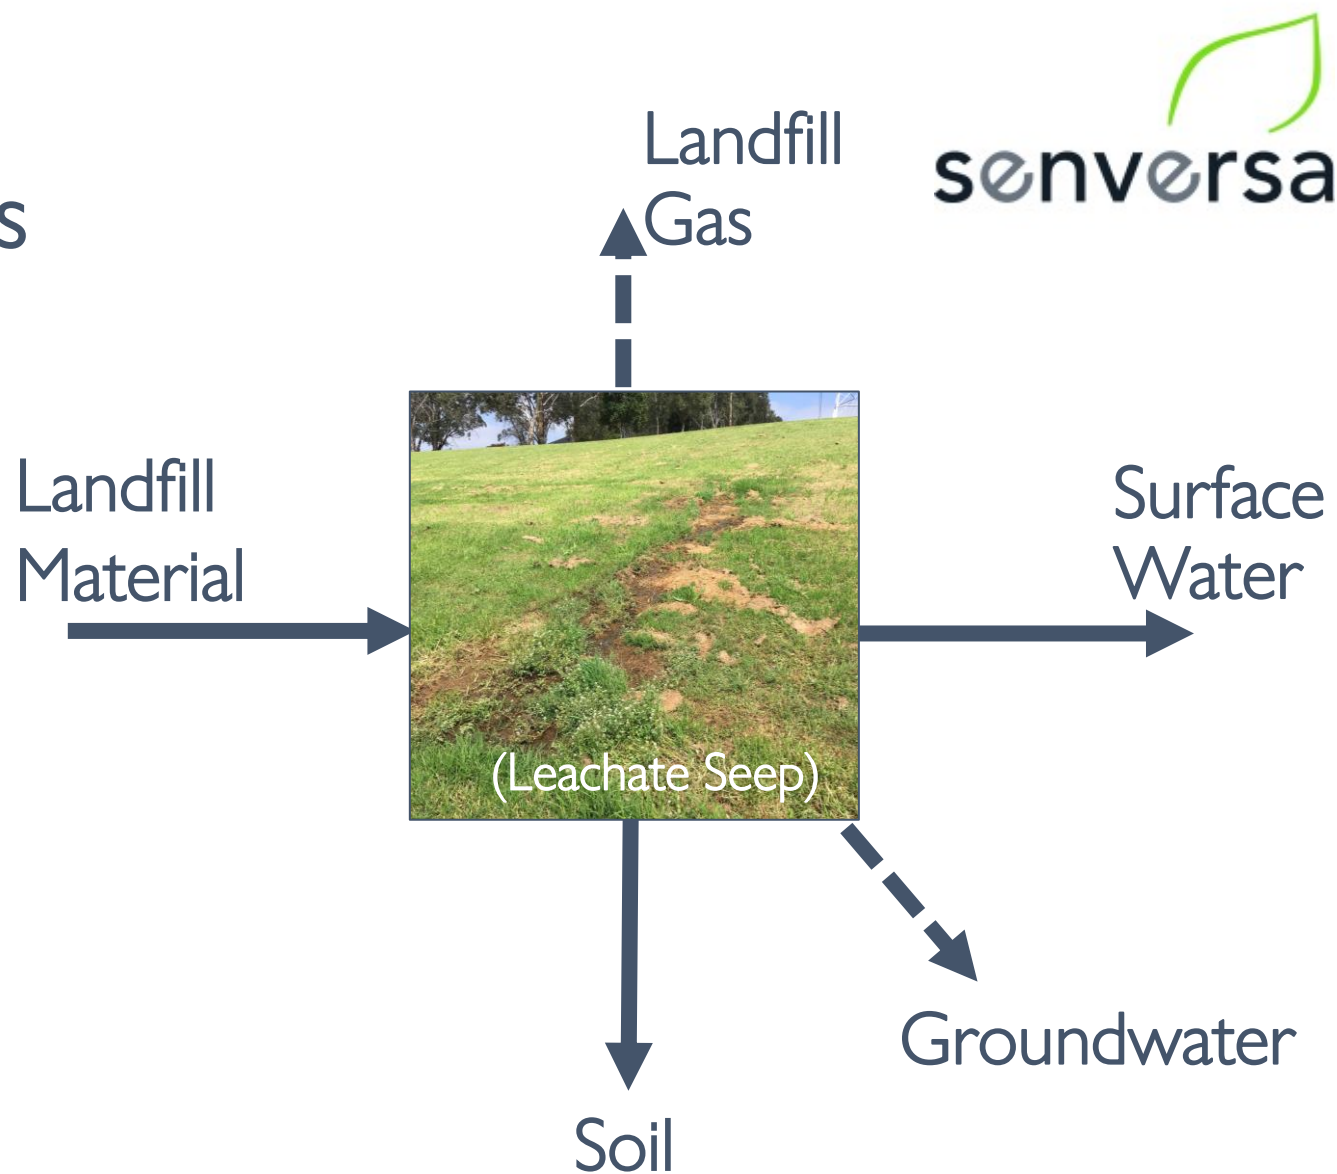 senversa
s
Landfill
Gas
Landfill
Material
Surface
Water
(Leachate Seep)
Groundwater
Soil